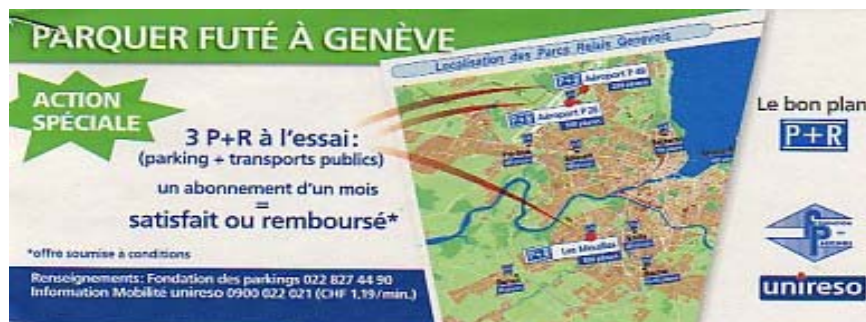 PARQUER FUTÉ À GENÈVE
ACTION
SPÉCIALE
3 P+R à l'essai:
(parking + transports publics)
un abonnement d'un mois
=
satisfait ou remboursé*
*offre soumise à conditions
Renseignements: Fondation des parkings 022 827 44 90
Information Mobilité unireso 0900 022 021 (CHF 1.19/min.)
Localisation des Parcs Relais Genevois
Aéroport P
Aéroport P 26
Les Mouilles
Le bon plan
P+R
unireso